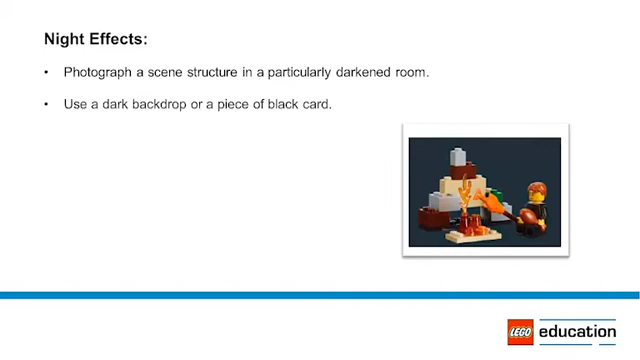 Night Effects:
• Photograph a scene structure in a particularly darkened room.
• Use a dark backdrop or a piece of black card.
LEGO education